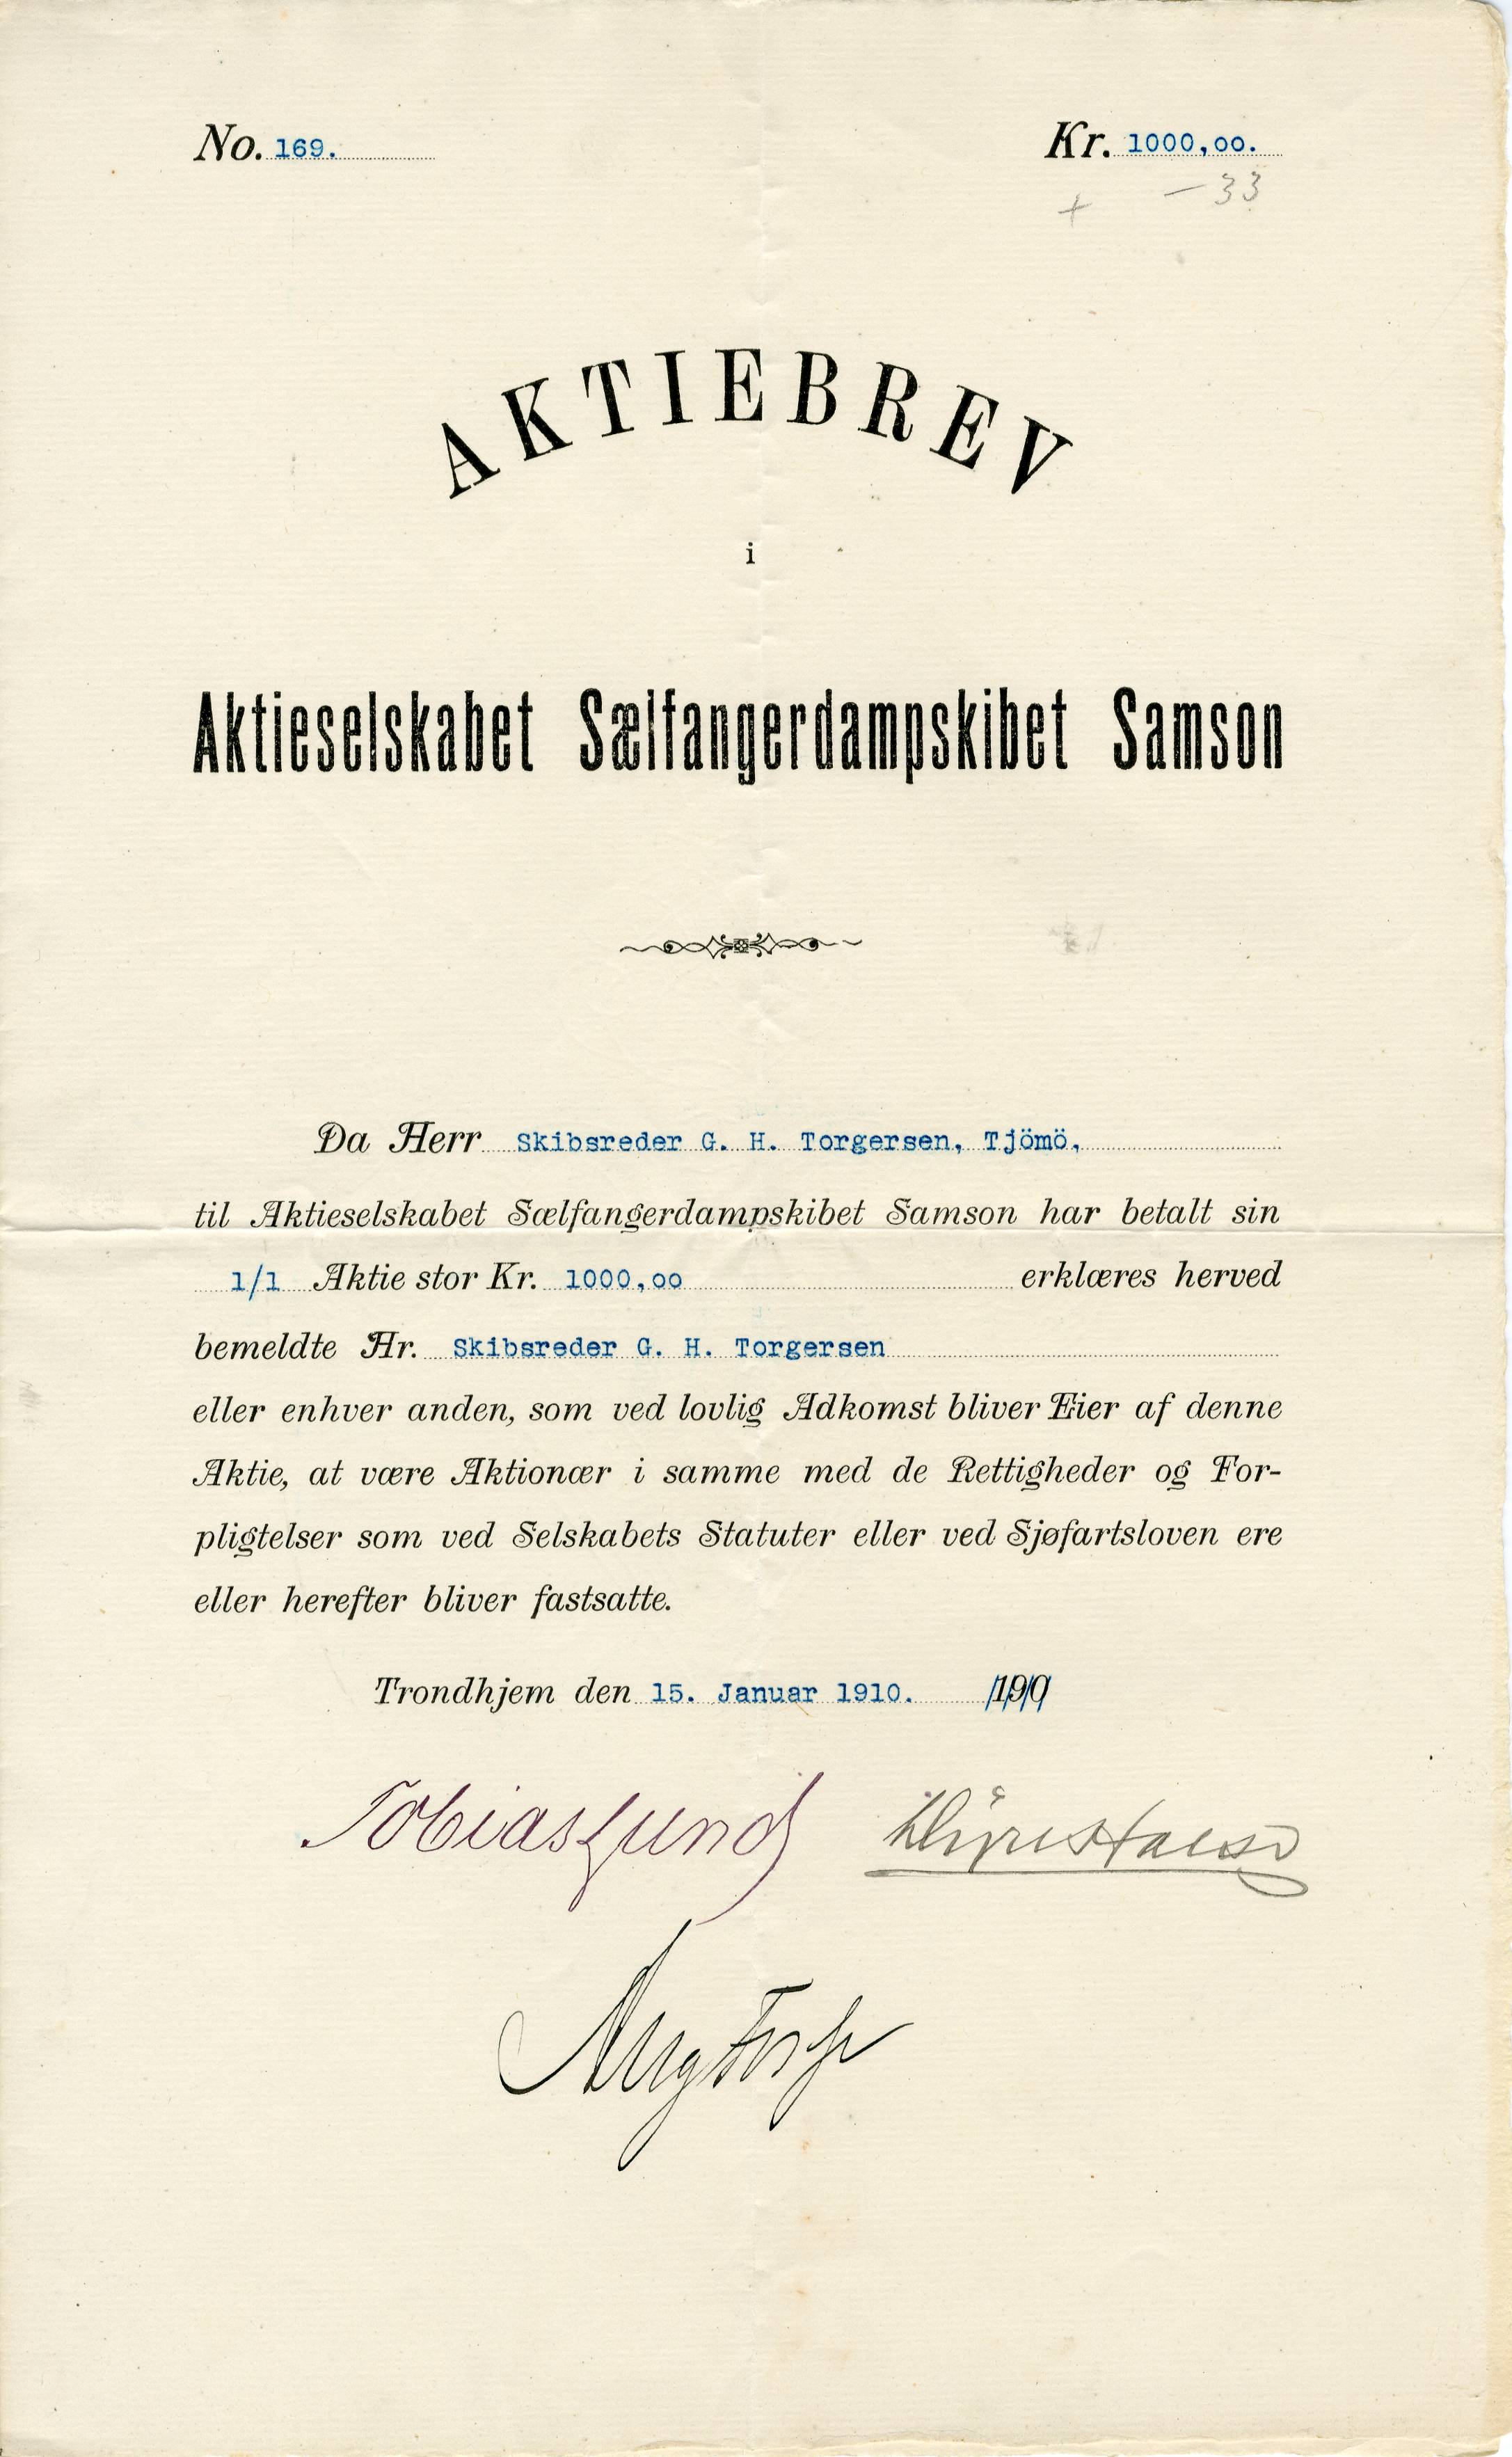 No. 169.
Kr. 1000,oo.
+ – 33
AKTIEBREV
i
Aktieselskabet Sælfangerdampskibet Samson
Da Herr Skibsreder G. H. Torgersen, Tjömö,
til Aktieselskabet Sælfangerdampskibet Samson har betalt sin
1/1 Aktie stor Kr. 1000,oo erklæres herved
bemeldte Hr. Skibsreder G. H. Torgersen
eller enhver anden, som ved lovlig Adkomst bliver Eier af denne
Aktie, at være Aktionær i samme med de Rettigheder og For-
pligtelser som ved Selskabets Statuter eller ved Sjøfartsloven ere
eller herefter bliver fastsatte.
Trondhjem den 15. Januar 1910. /190
Tobias Lund